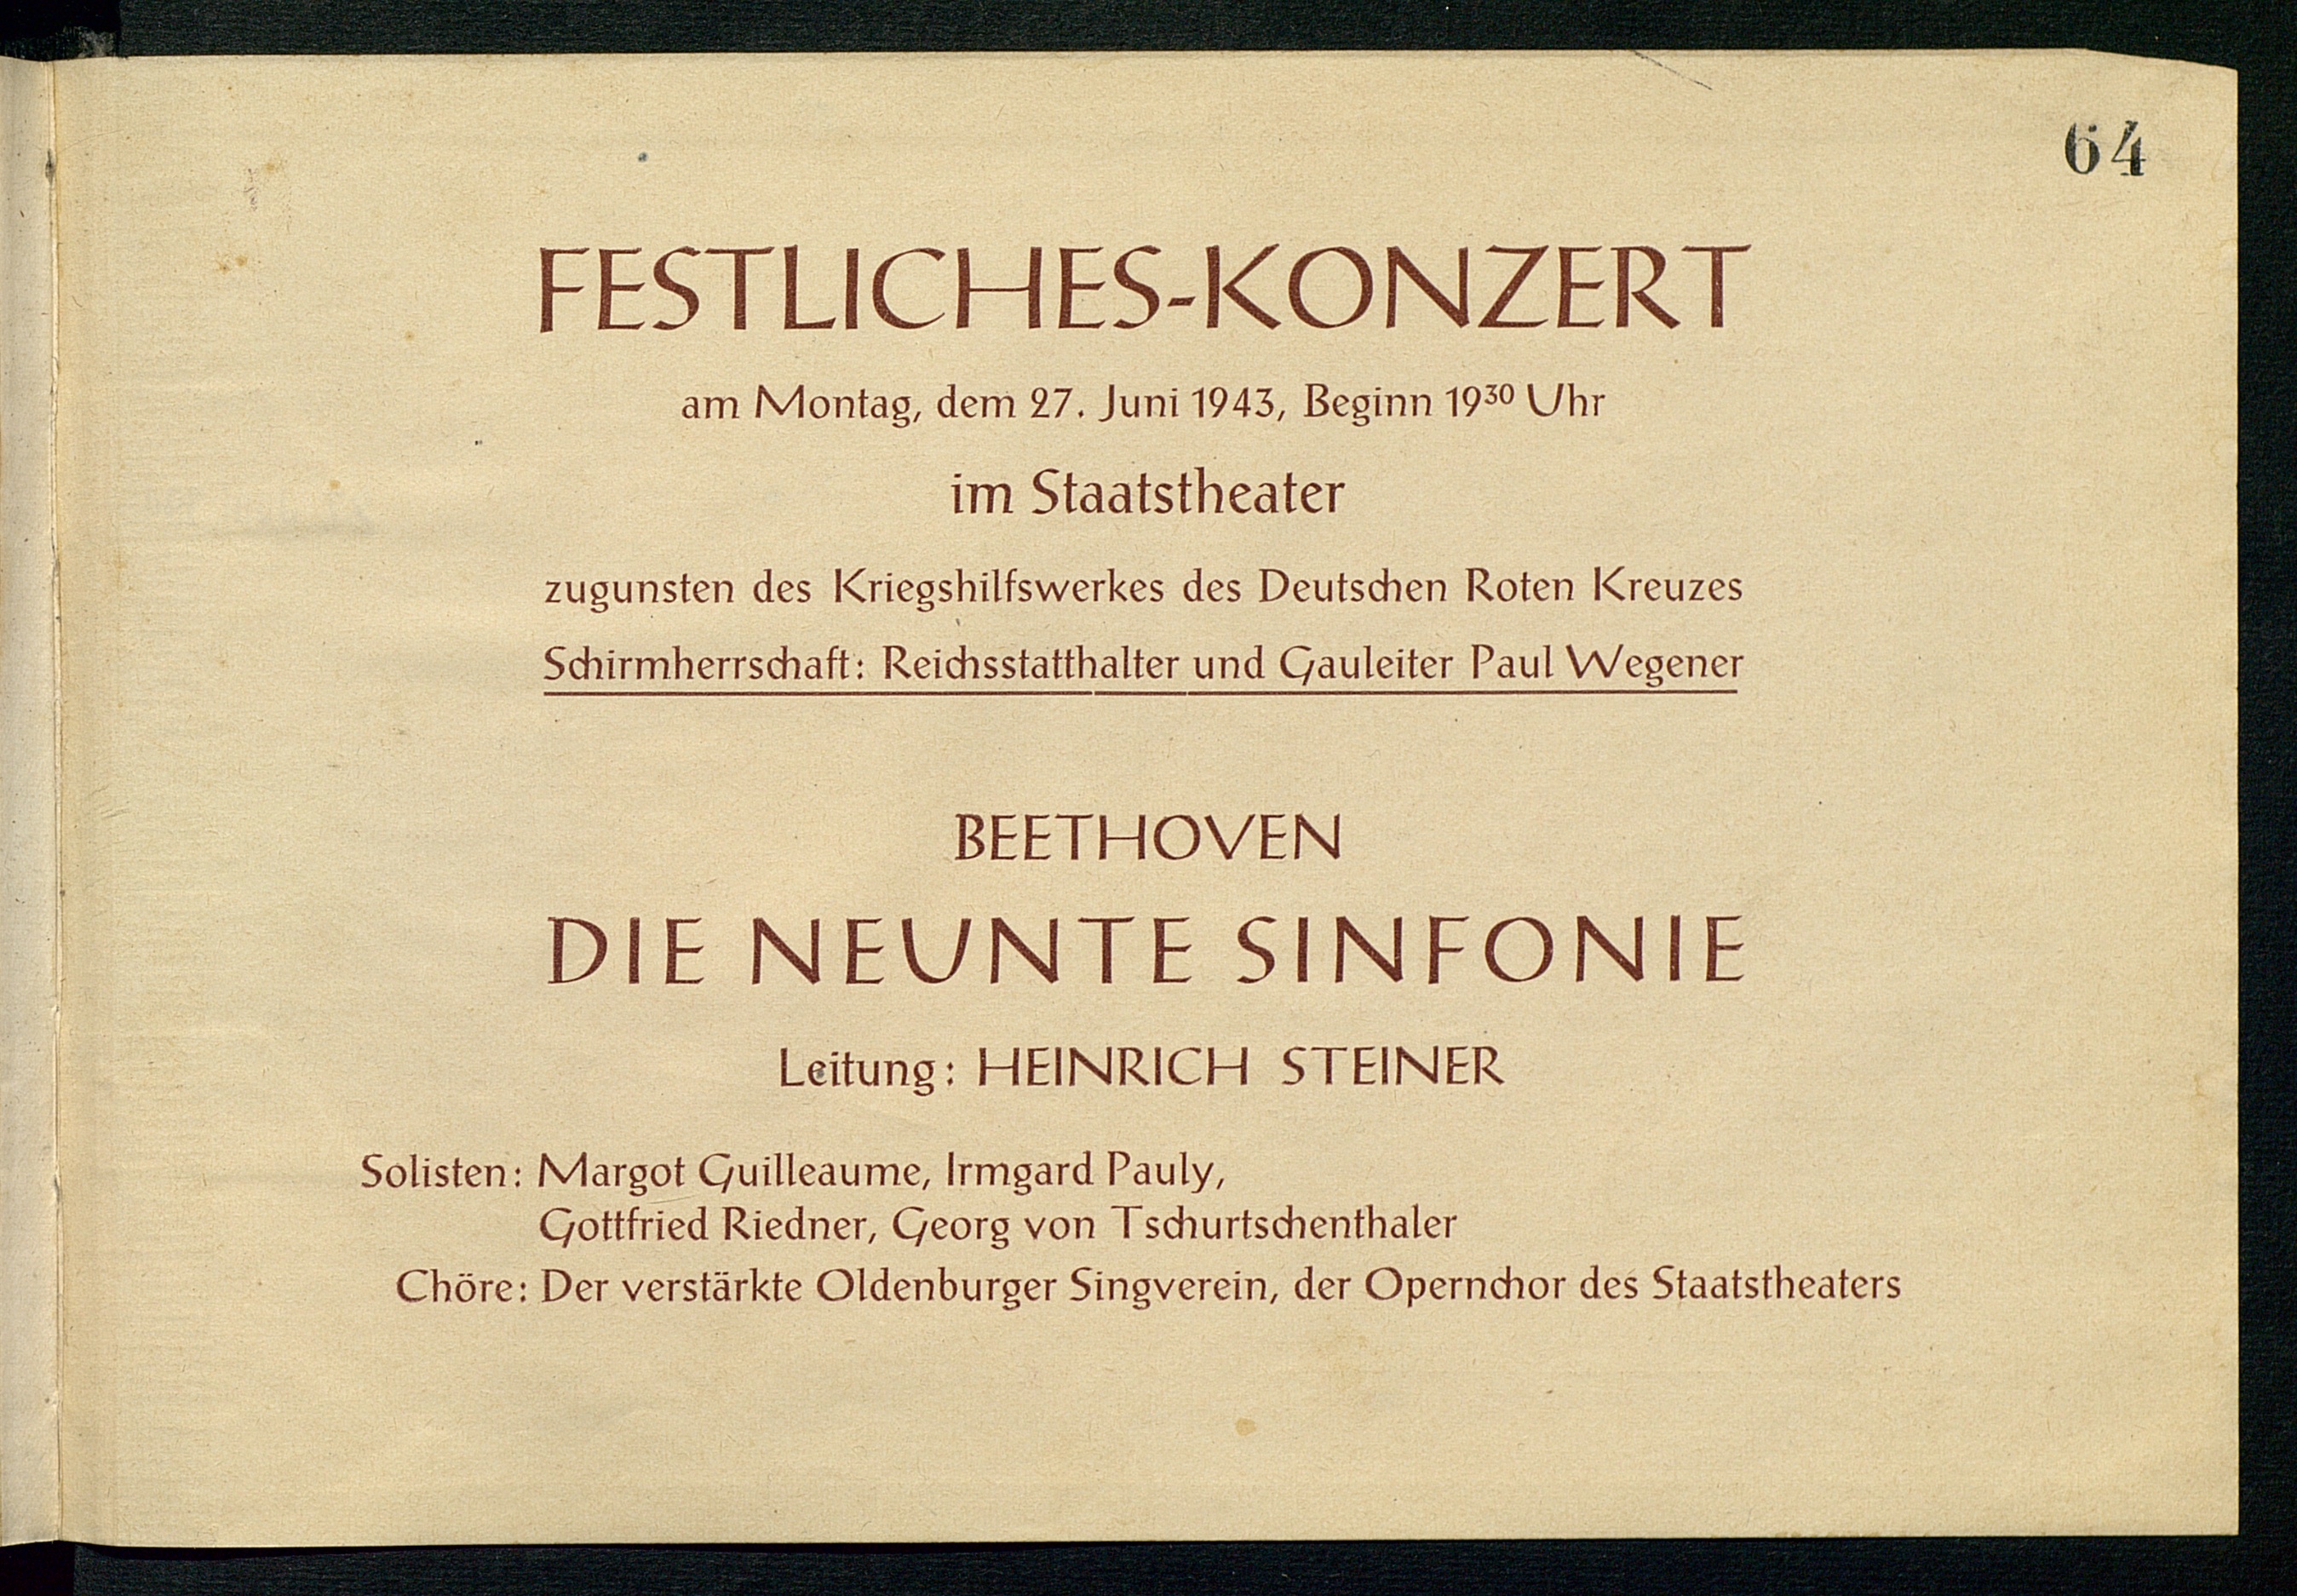 64
FESTLICHES-KONZERT
am Montag, dem 27. Juni 1943, Beginn 19³⁰ Uhr
im Staatstheater
zugunsten des Kriegshilfswerkes des Deutschen Roten Kreuzes
Schirmherrschaft: Reichsstatthalter und Gauleiter Paul Wegener
BEETHOVEN
DIE NEUNTE SINFONIE
Leitung: HEINRICH STEINER
Solisten: Margot Guilleaume, Irmgard Pauly,
Gottfried Riedner, Georg von Tschurtschenthaler
Chöre: Der verstärkte Oldenburger Singverein, der Opernchor des Staatstheaters